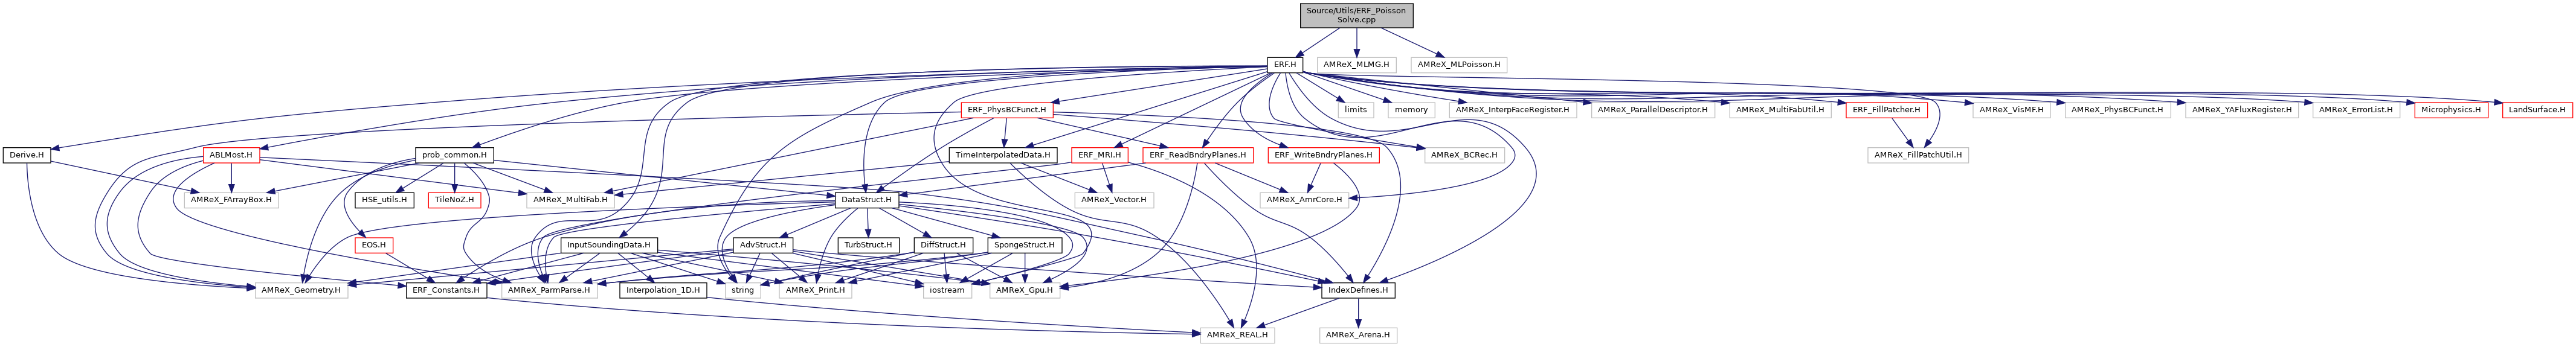 Source/Utils/ERF_Poisson
Solve.cpp
ERF.H
AMReX_MLMG.H
AMReX_MLPoisson.H
ERF_PhysBCFunct.H
limits
memory
AMReX_InterpFaceRegister.H
AMReX_ParallelDescriptor.H
AMReX_MultiFabUtil.H
ERF_FillPatcher.H
AMReX_VisMF.H
AMReX_PhysBCFunct.H
AMReX_YAFluxRegister.H
AMReX_ErrorList.H
Microphysics.H
LandSurface.H
Derive.H
ABLMost.H
prob_common.H
TimeInterpolatedData.H
ERF_MRI.H
ERF_ReadBndryPlanes.H
ERF_WriteBndryPlanes.H
AMReX_BCRec.H
AMReX_FillPatchUtil.H
AMReX_FArrayBox.H
HSE_utils.H
TileNoZ.H
AMReX_MultiFab.H
DataStruct.H
AMReX_Vector.H
AMReX_AmrCore.H
EOS.H
InputSoundingData.H
AdvStruct.H
TurbStruct.H
DiffStruct.H
SpongeStruct.H
AMReX_Geometry.H
ERF_Constants.H
AMReX_ParmParse.H
Interpolation_1D.H
string
AMReX_Print.H
iostream
AMReX_Gpu.H
IndexDefines.H
AMReX_REAL.H
AMReX_Arena.H